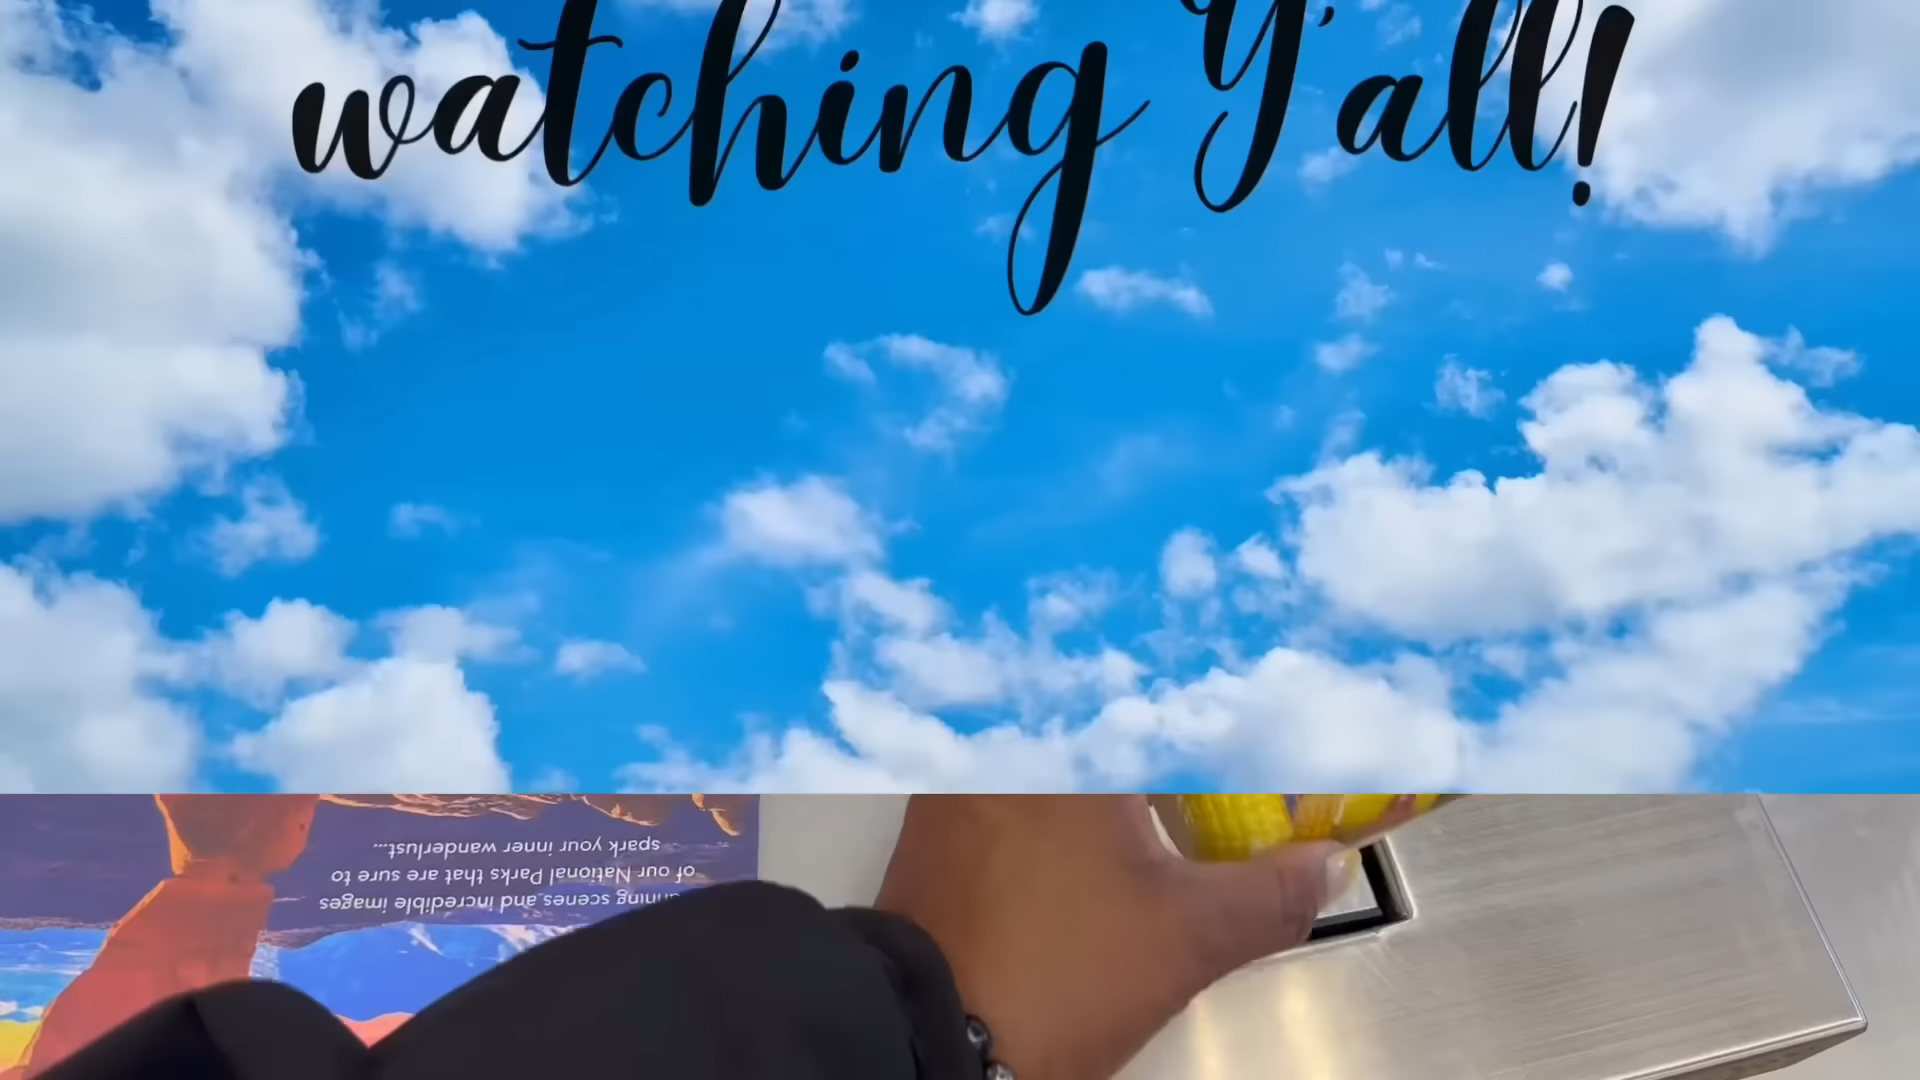 watching Y'all!
scenes and incredible images
of our National Parks that are sure to
spark your inner wanderlust....